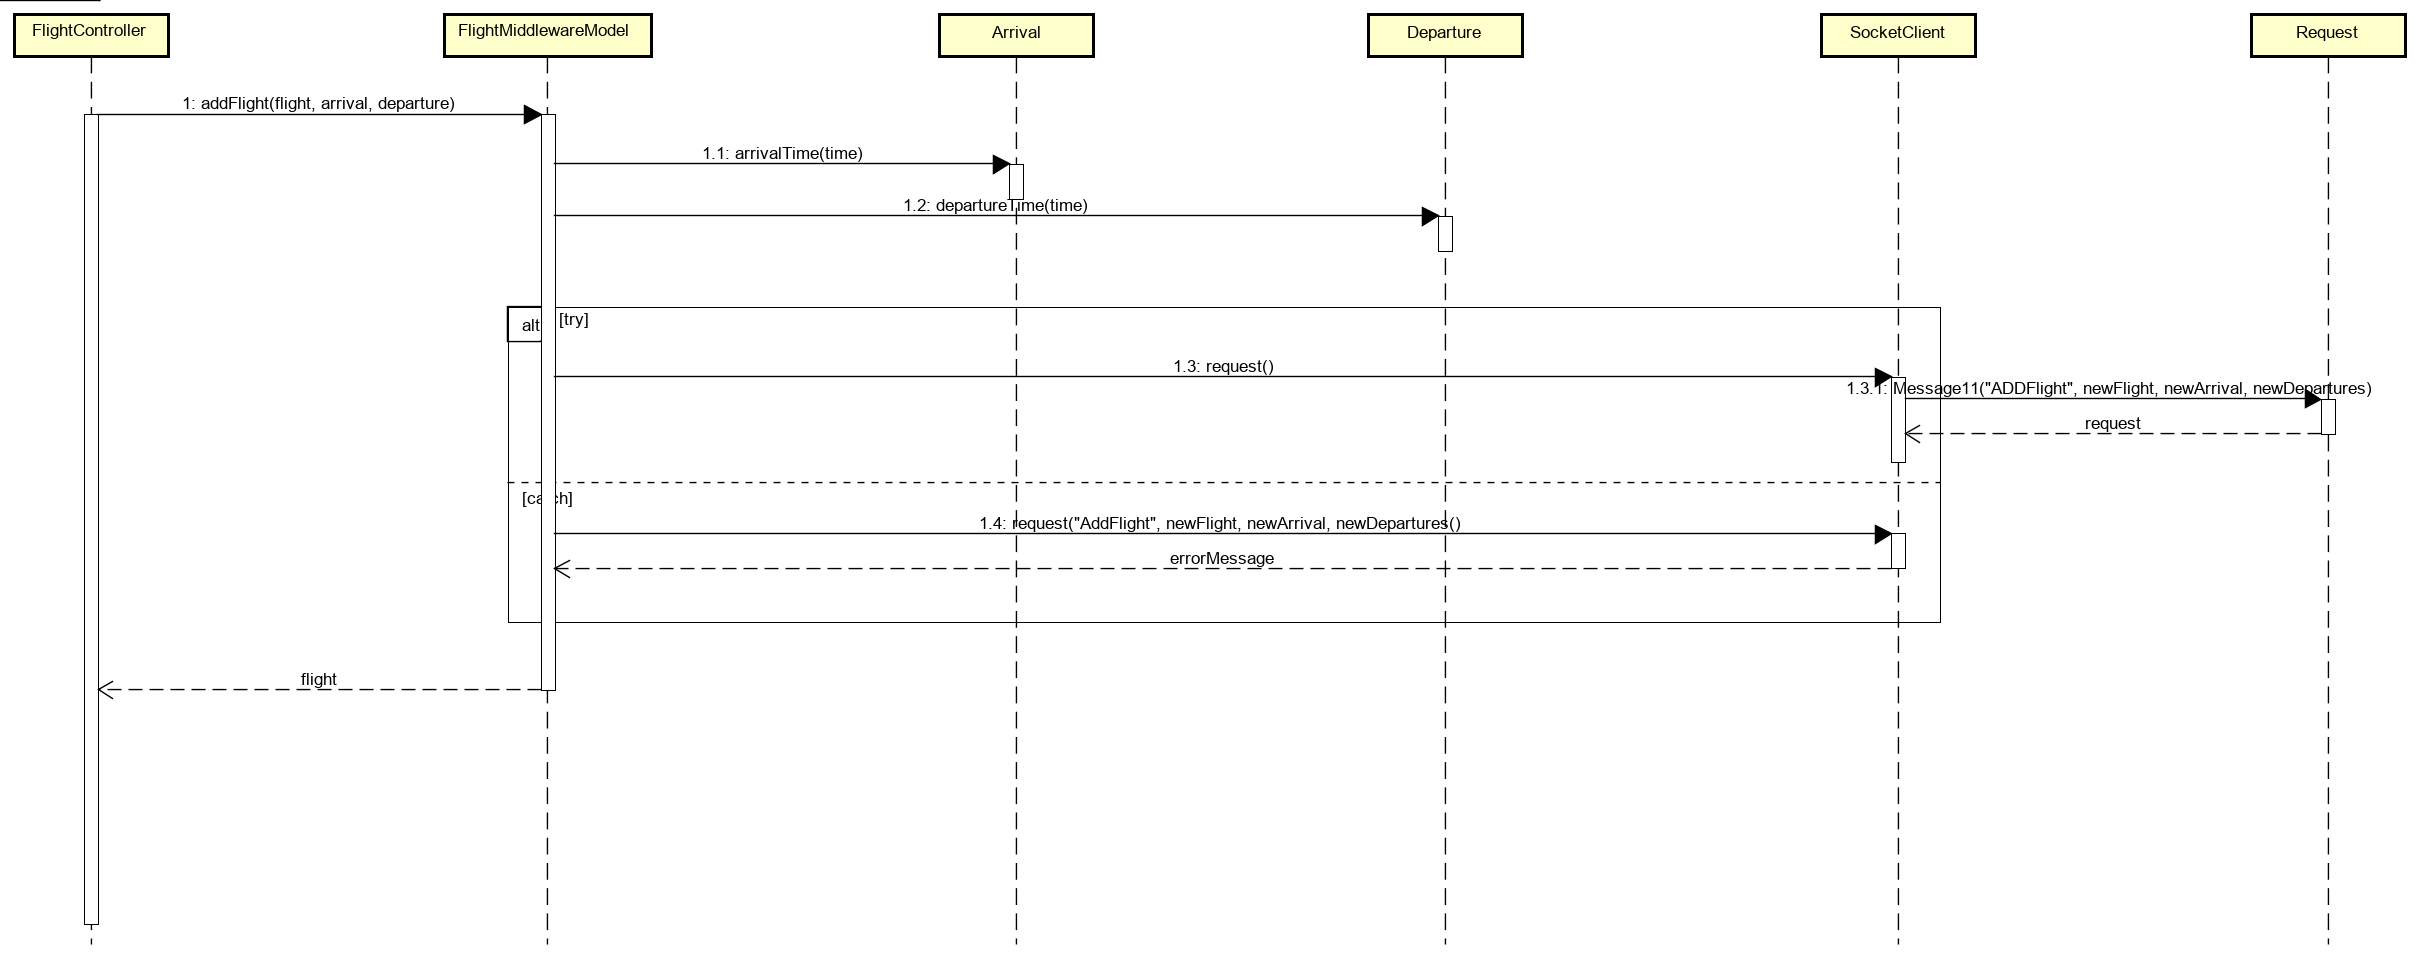 FlightController
FlightMiddlewareModel
Arrival
Departure
SocketClient
Request
1: addFlight(flight, arrival, departure)
1.1: arrivalTime(time)
1.2: departureTime(time)
alt
[try]
1.3: request()
1.3.1: Message11("ADDFlight", newFlight, newArrival, newDepartures)
request
[catch]
1.4: request("AddFlight", newFlight, newArrival, newDepartures()
errorMessage
flight